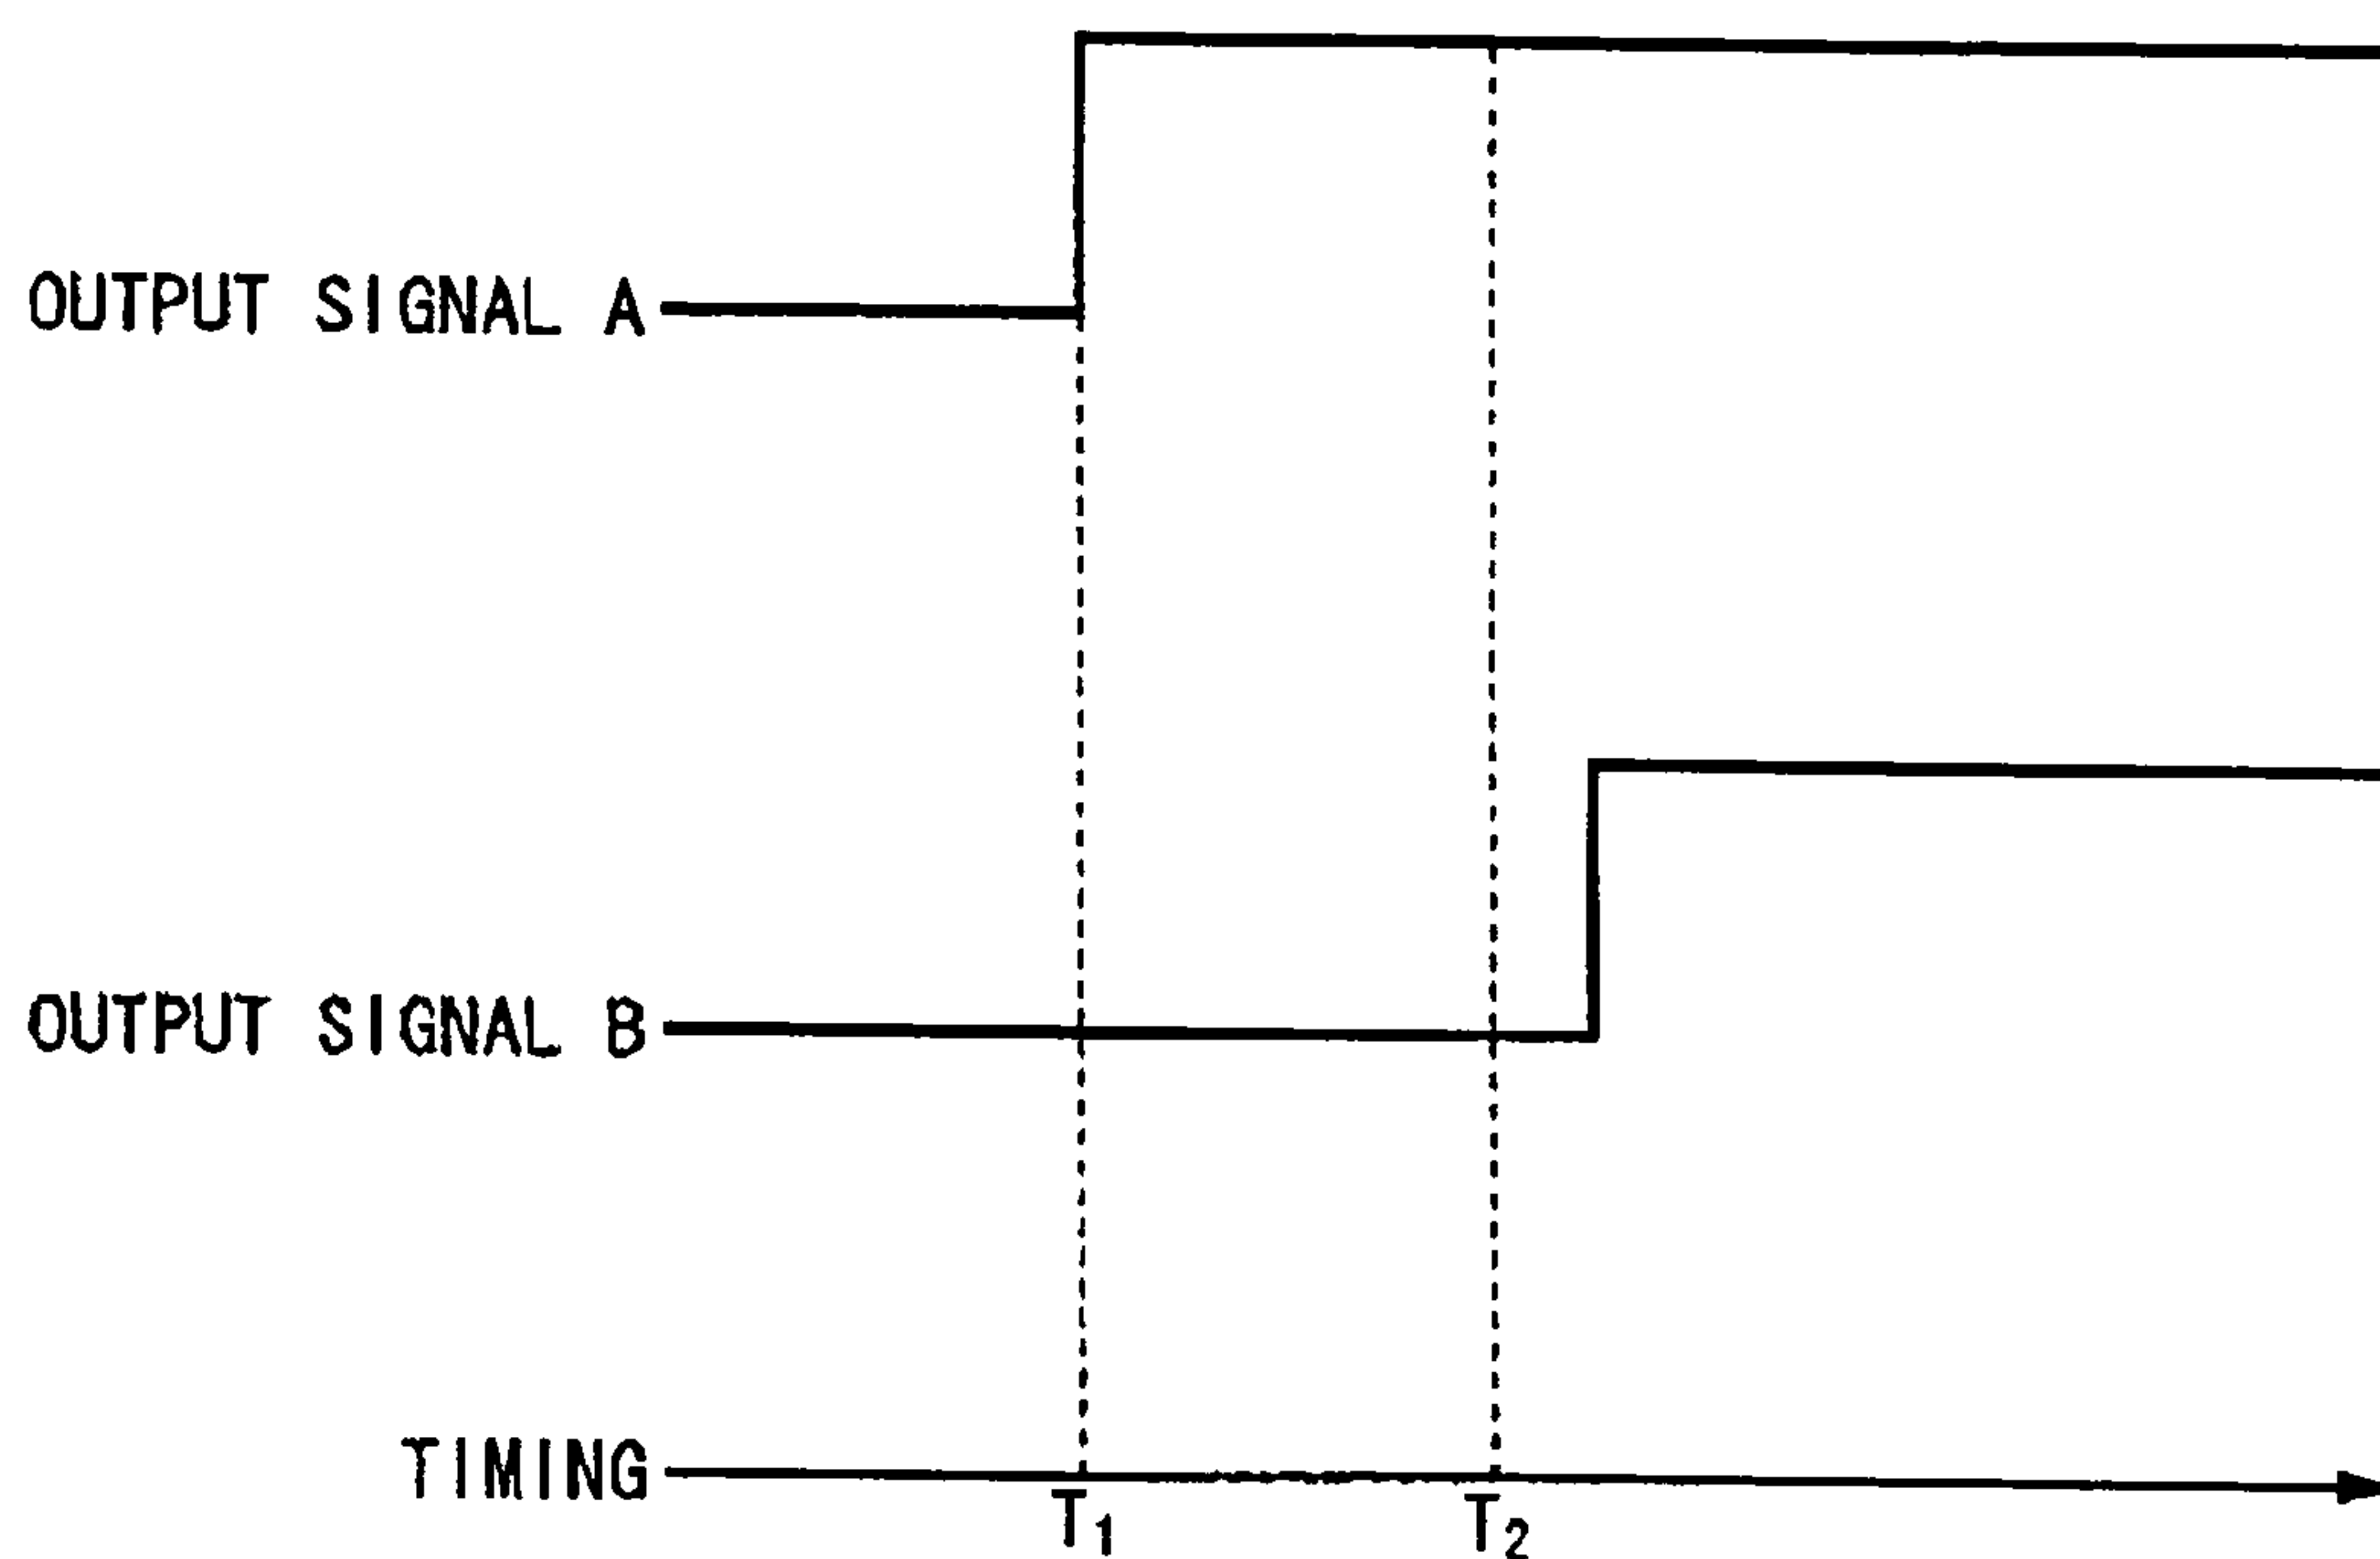 OUTPUT SIGNAL A
OUTPUT SIGNAL B
TIMING
T1
T2